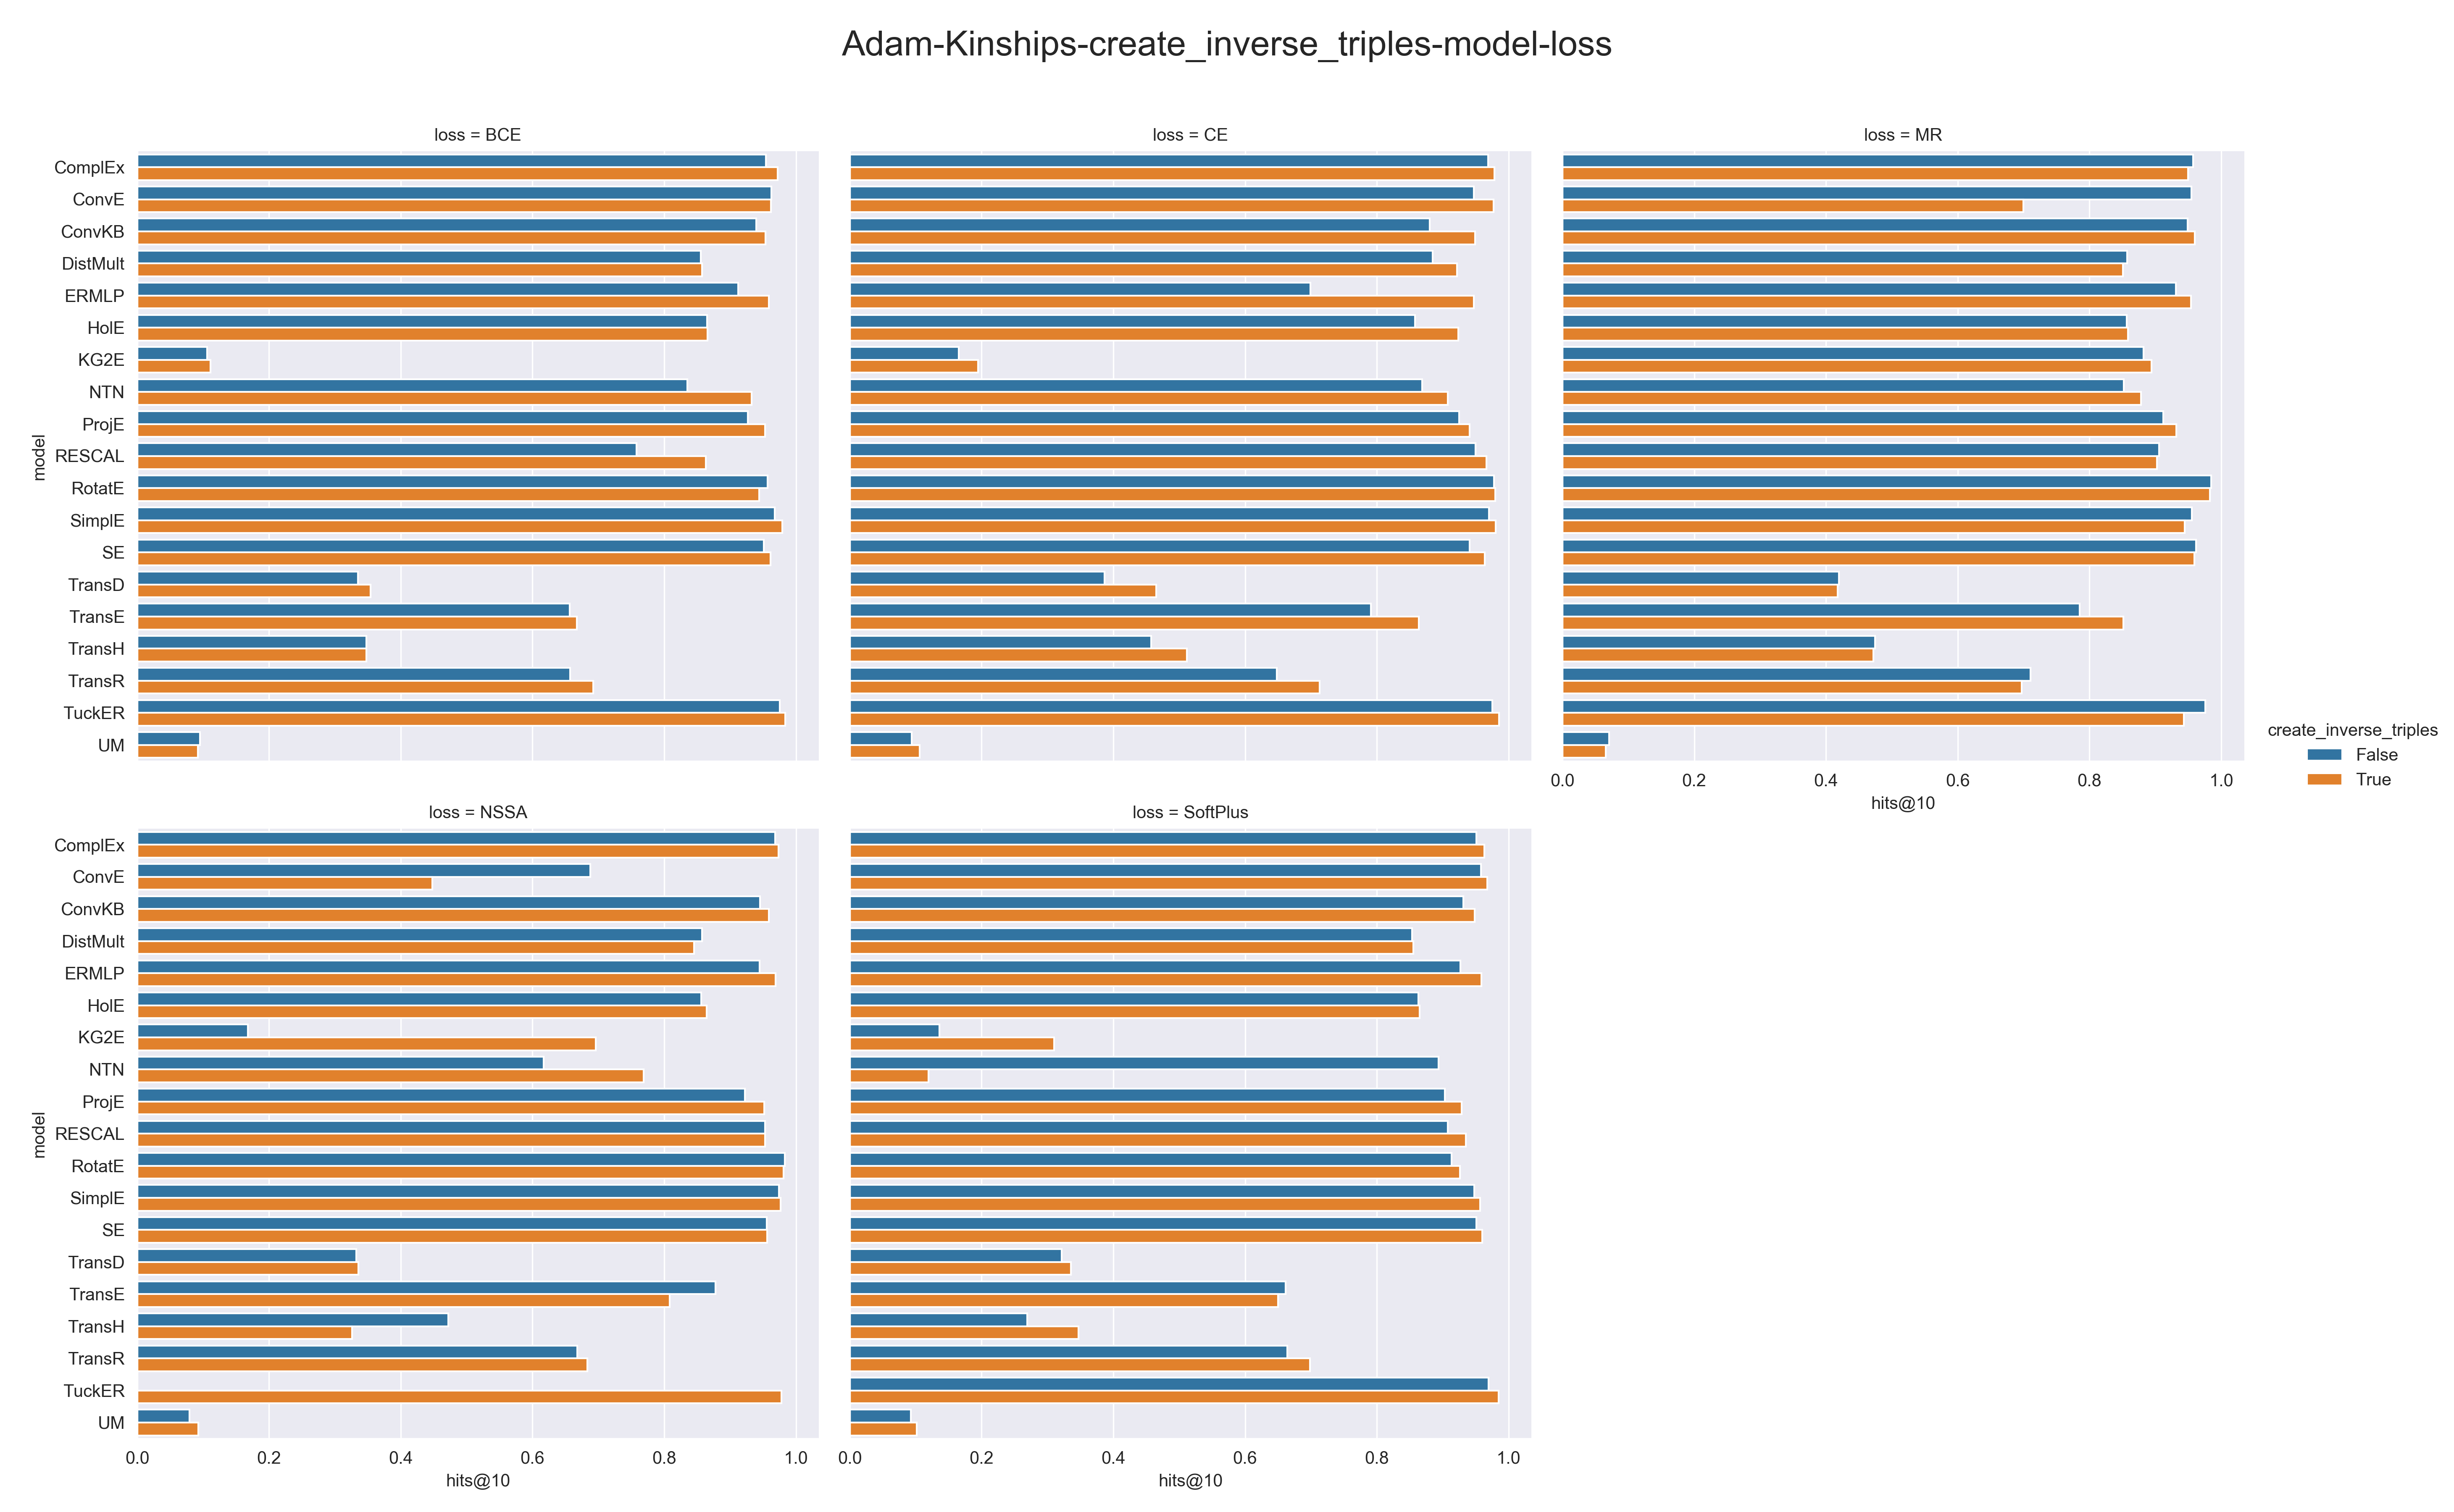 Adam-Kinships-create_inverse_triples-model-loss
loss = BCE
model
ComplEx
ConvE
ConvKB
DistMult
ERMLP
HolE
KG2E
NTN
ProjE
RESCAL
RotatE
SimplE
SE
TransD
TransE
TransH
TransR
TuckER
UM
loss = CE
loss = MR
0.0 0.2 0.4 0.6 0.8 1.0
hits@10
create_inverse_triples
False
True
loss = NSSA
model
ComplEx
ConvE
ConvKB
DistMult
ERMLP
HolE
KG2E
NTN
ProjE
RESCAL
RotatE
SimplE
SE
TransD
TransE
TransH
TransR
TuckER
UM
0.0 0.2 0.4 0.6 0.8 1.0
hits@10
loss = SoftPlus
0.0 0.2 0.4 0.6 0.8 1.0
hits@10